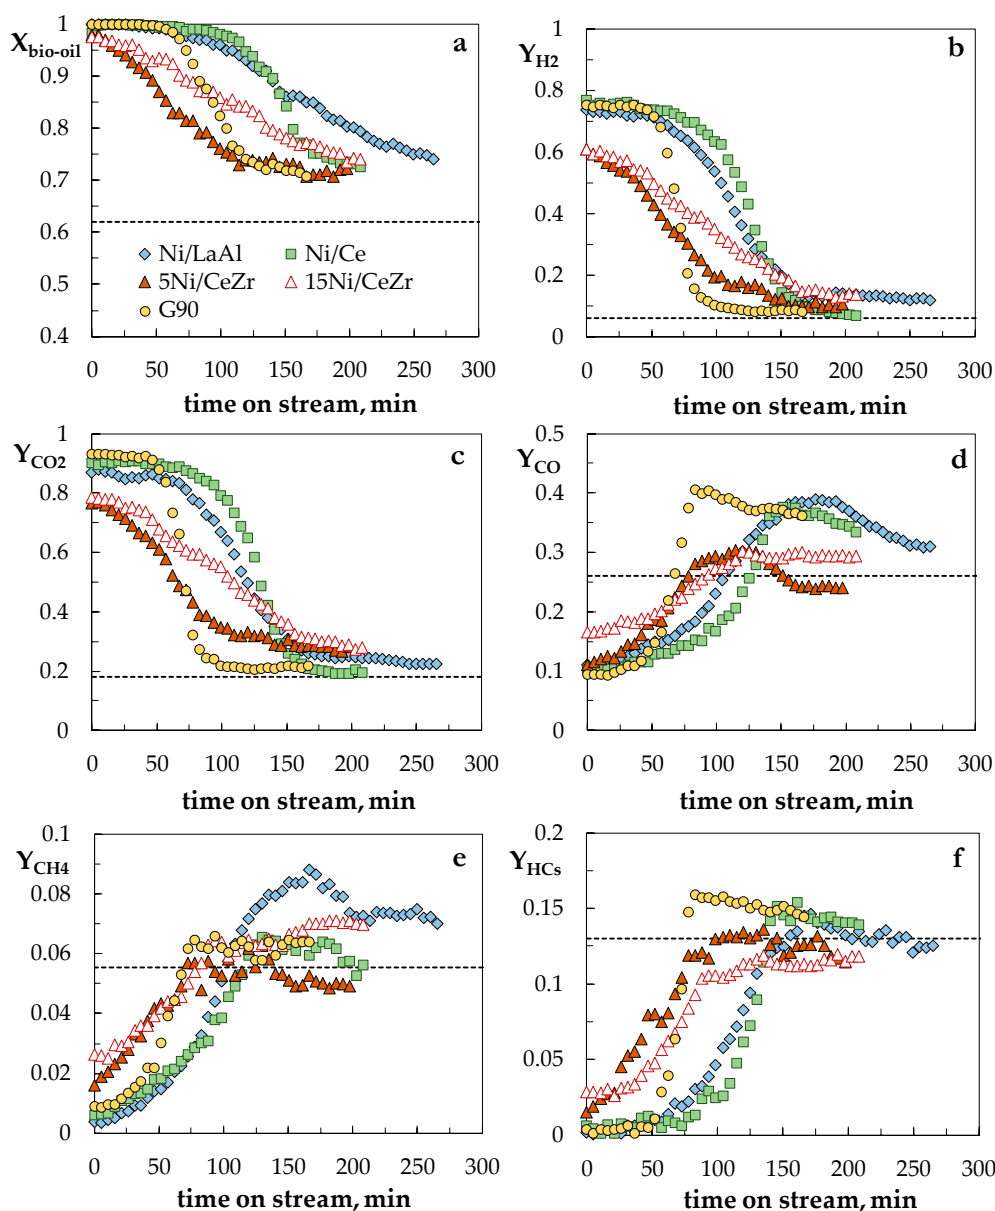 X bio-oil
a
1
0.9
0.8
0.7
0.6
0.5
0.4
Ni/LaAl
Ni/Ce
5Ni/CeZr
15Ni/CeZr
G90
0 50 100 150 200 250 300
time on stream, min
Y H2
b
1
0.8
0.6
0.4
0.2
0
0 50 100 150 200 250 300
time on stream, min
Y CO2
c
1
0.8
0.6
0.4
0.2
0
0 50 100 150 200 250 300
time on stream, min
Y CO
d
0.5
0.4
0.3
0.2
0.1
0
0 50 100 150 200 250 300
time on stream, min
Y CH4
e
0.1
0.08
0.06
0.04
0.02
0
0 50 100 150 200 250 300
time on stream, min
Y HCs
f
0.2
0.15
0.1
0.05
0
0 50 100 150 200 250 300
time on stream, min